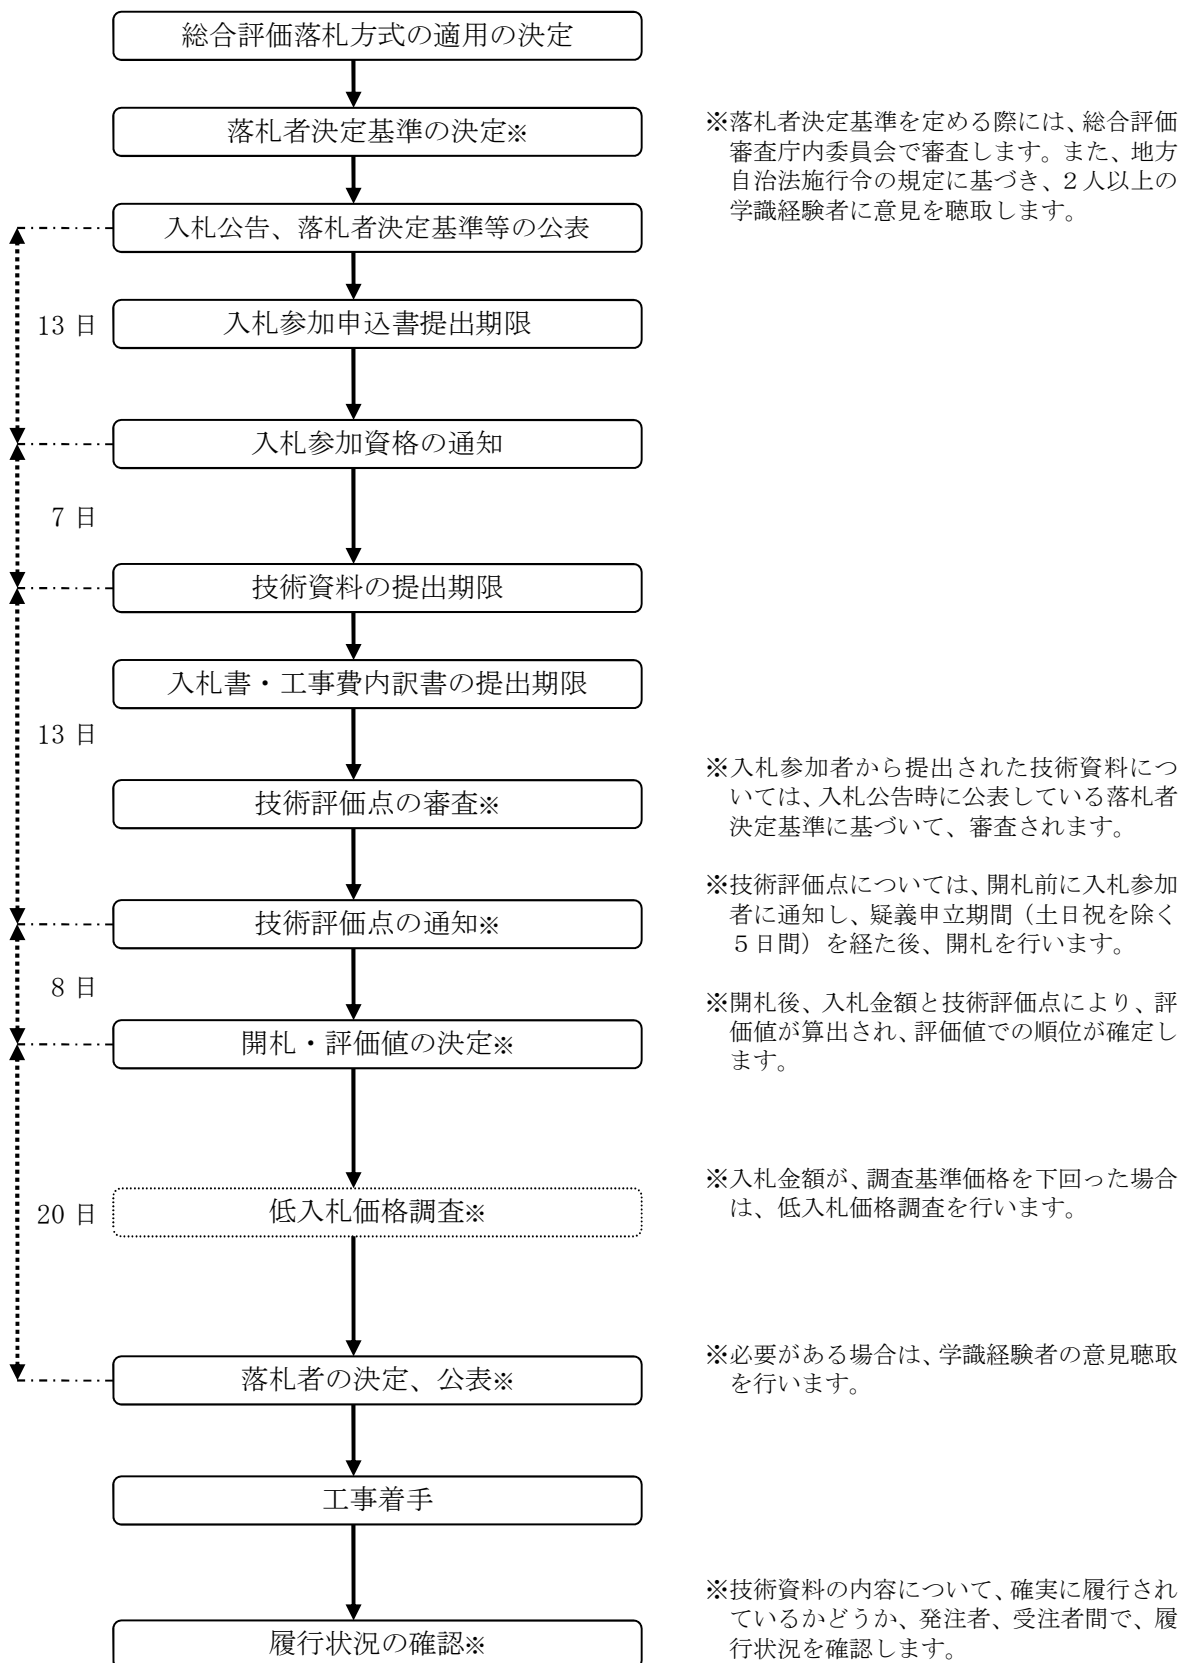 総合評価落札方式の適用の決定
落札者決定基準の決定※
※落札者決定基準を定める際には、総合評価
審査庁内委員会で審査します。また、地方
自治法施行令の規定に基づき、２人以上の
学識経験者に意見を聴取します。
入札公告、落札者決定基準等の公表
13 日
入札参加申込書提出期限
入札参加資格の通知
7 日
技術資料の提出期限
入札書・工事費内訳書の提出期限
13 日
技術評価点の審査※
※入札参加者から提出された技術資料につ
いては、入札公告時に公表している落札者
決定基準に基づいて、審査されます。
技術評価点の通知※
※技術評価点については、開札前に入札参加
者に通知し、疑義申立期間（土日祝を除く
５日間）を経た後、開札を行います。
8 日
開札・評価値の決定※
※開札後、入札金額と技術評価点により、評
価値が算出され、評価値での順位が確定し
ます。
20 日
低入札価格調査※
※入札金額が、調査基準価格を下回った場合
は、低入札価格調査を行います。
落札者の決定、公表※
※必要がある場合は、学識経験者の意見聴取
を行います。
工事着手
履行状況の確認※
※技術資料の内容について、確実に履行され
ているかどうか、発注者、受注者間で、履
行状況を確認します。